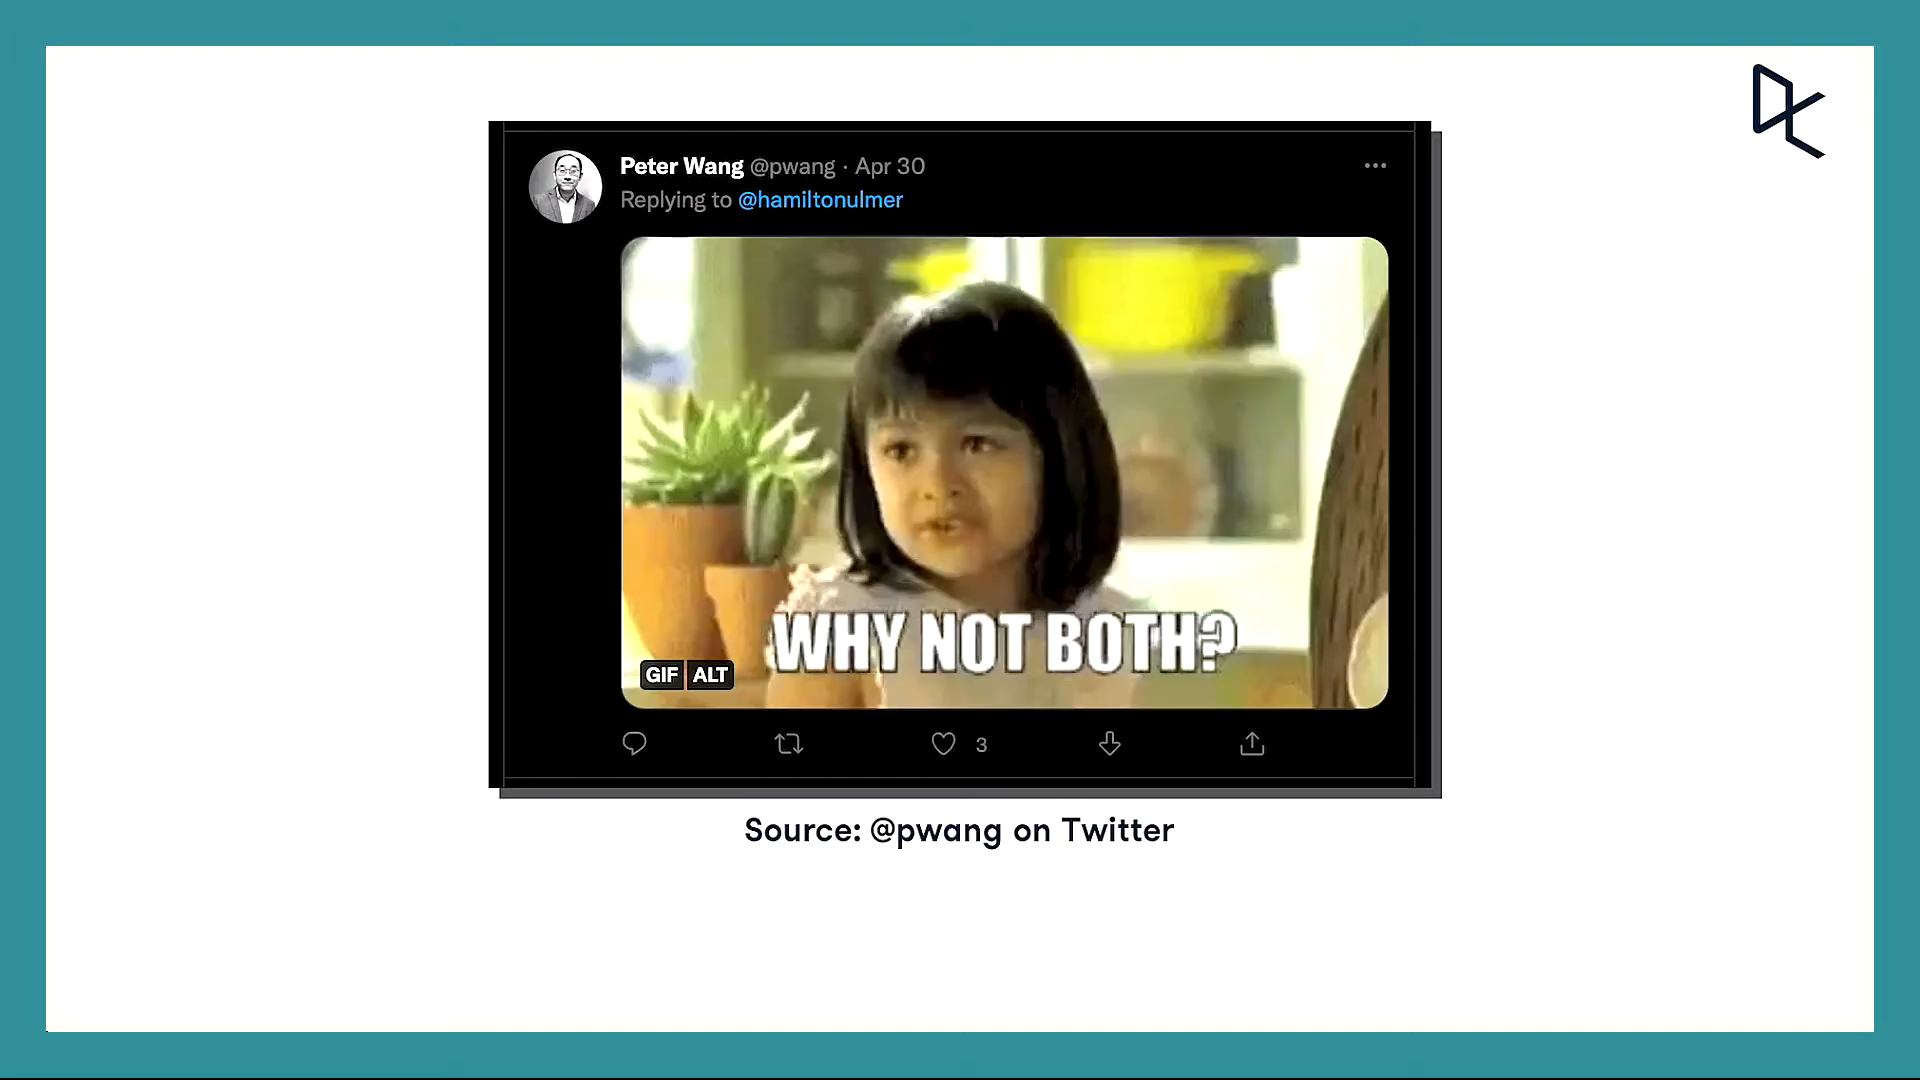 Peter Wang @pwang · Apr 30
Replying to @hamiltonulmer
WHY NOT BOTH?
GIF ALT
3
Source: @pwang on Twitter